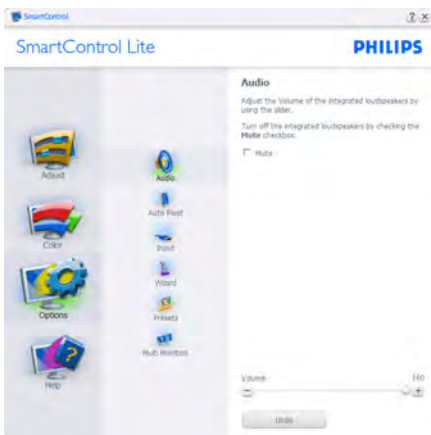 SmartControl
? ×
SmartControl Lite
PHILIPS
Audio
Adjust the Volume of the integrated loudspeakers by
using the slider.
Turn off the integrated loudspeakers by checking the
Mute checkbox.
Mute
Adjust
Color
Options
Help
Audio
Auto Pivot
Input
Wizard
Presets
Multi Monitors
Volume
100
Undo